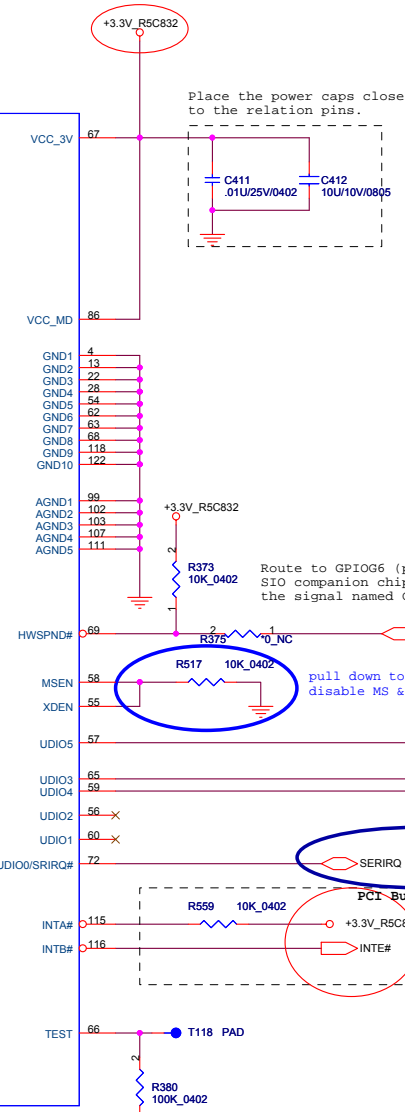 +3.3V_R5C832
Place the power caps close
to the relation pins.
VCC_3V 67
C411
.01U/25V/0402
C412
10U/10V/0805
VCC_MD 86
GND1 4
GND2 13
GND3 22
GND4 28
GND5 54
GND6 62
GND7 63
GND8 68
GND9 118
GND10 122
AGND1 99
AGND2 102
AGND3 103
AGND4 107
AGND5 111
+3.3V_R5C832
2
R373
10K_0402
1
Route to GPIOG6 (p
SIO companion chip
the signal named
HWSPND# 69
2 1
R375 *0_NC
R517 10K_0402
MSEN 58
XDEN 55
pull down to
disable MS &
UDIO5 57
UDIO3 65
UDIO4 59
UDIO2 56
UDIO1 60
UDIO0/SRIRQ# 72
SERIRQ
PCI Bu
R559 10K_0402
INTA# 115
+3.3V_R5C8
INTB# 116
INTE#
TEST 66
T118 PAD
2
R380
100K_0402